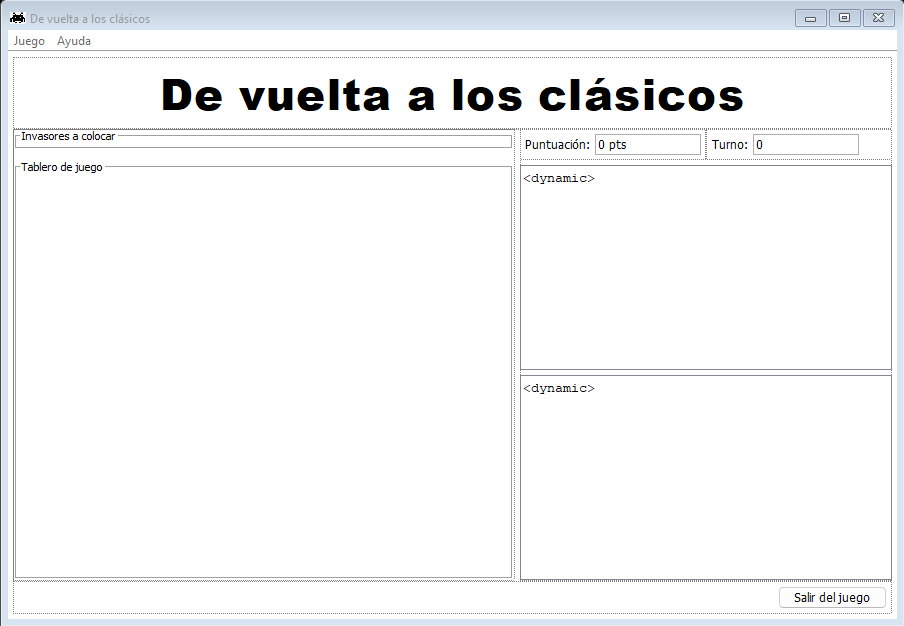 De vuelta a los clásicos
Juego Ayuda
De vuelta a los clásicos
Invasores a colocar
Puntuación: 0 pts Turno: 0
Tablero de juego
<dynamic>
<dynamic>
Salir del juego